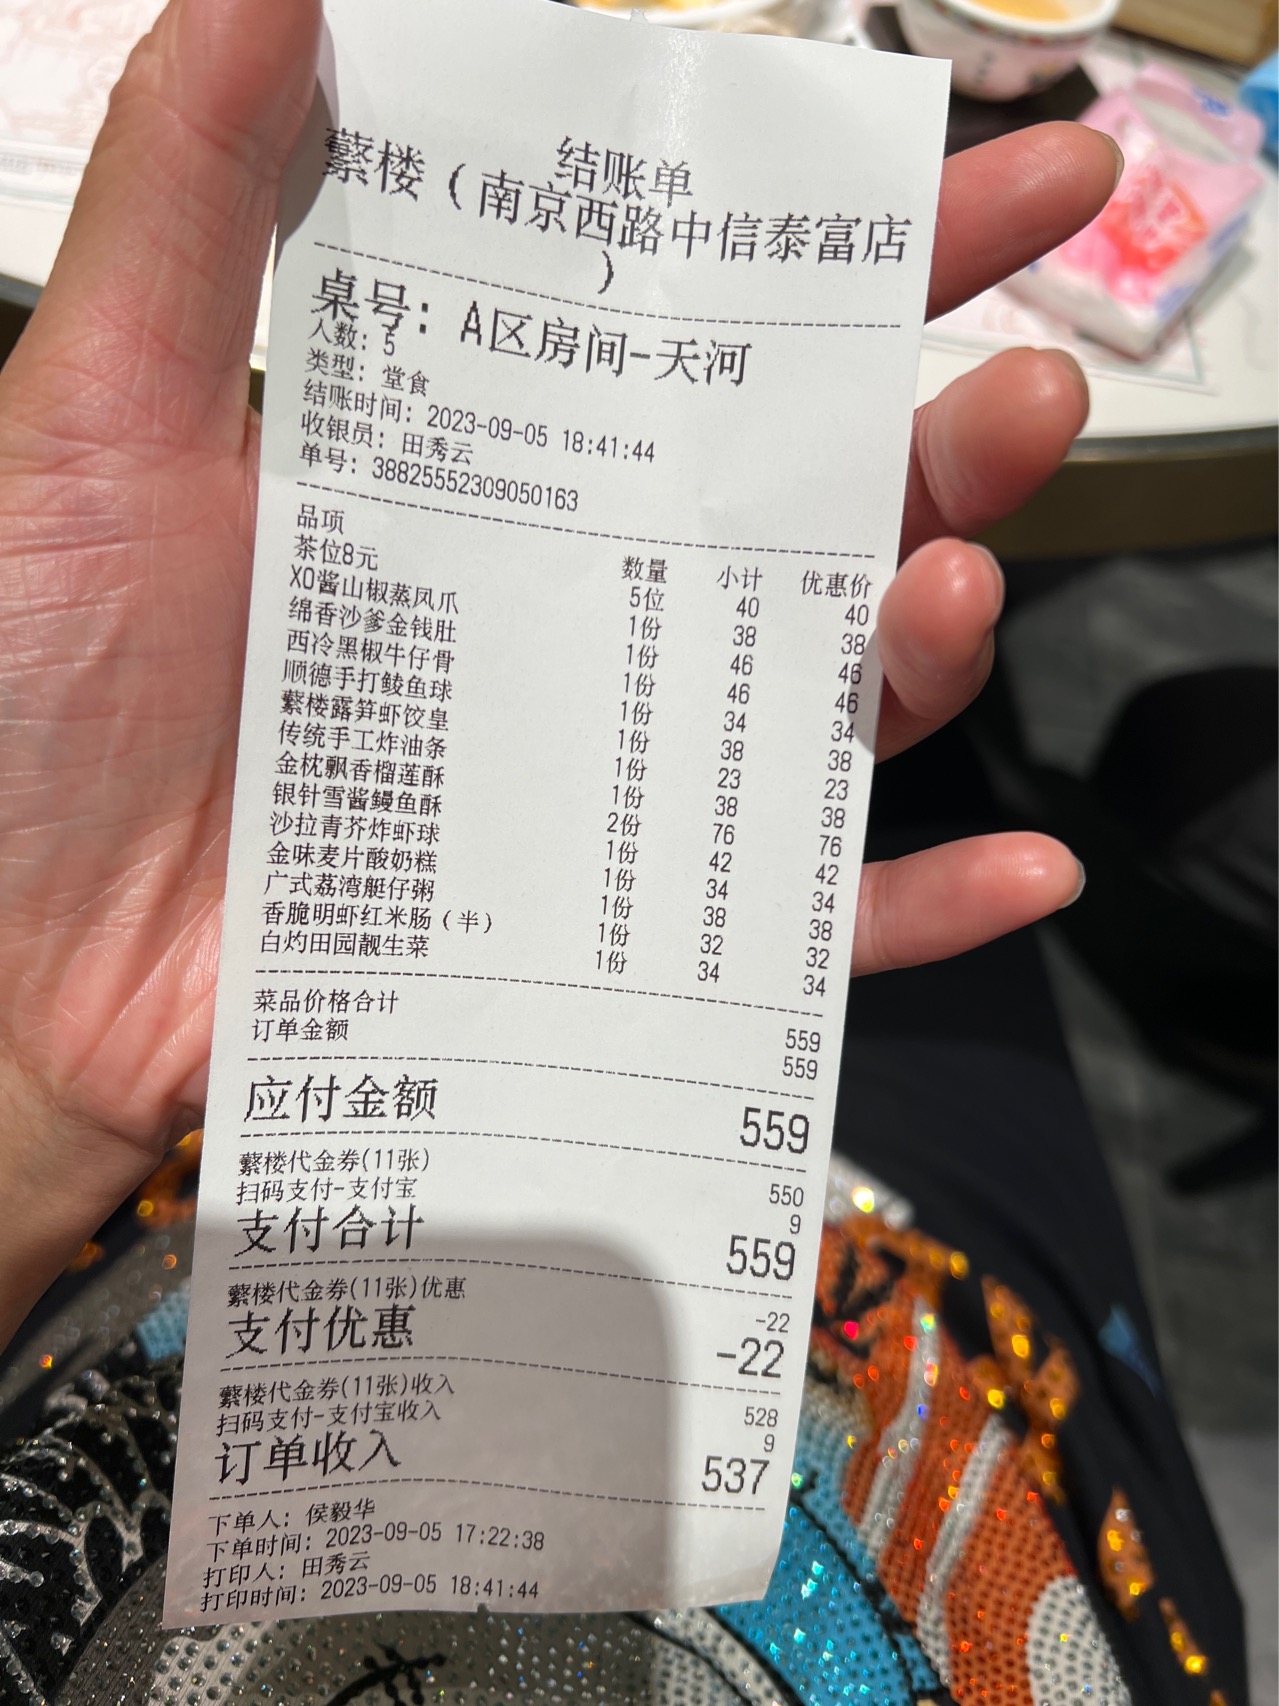 结账单
蘩楼（南京西路中信泰富店
）
桌号：A区房间-天河
人数：5
类型：堂食
结账时间：2023-09-05 18:41:44
收银员：田秀云
单号：38825552309050163
品项 数量 小计 优惠价
茶位8元 5位 40 40
XO酱山椒蒸凤爪 1份 38 38
绵香沙爹金钱肚 1份 46 46
西冷黑椒牛仔骨 1份 46 46
顺德手打鲮鱼球 1份 34 34
蘩楼露笋虾饺皇 1份 38 38
传统手工炸油条 1份 23 23
金枕飘香榴莲酥 1份 38 38
银针雪酱鳗鱼酥 2份 76 76
沙拉青芥炸虾球 1份 42 42
金味麦片酸奶糕 1份 34 34
广式荔湾艇仔粥 1份 38 38
香脆明虾红米肠（半） 1份 32 32
白灼田园靓生菜 1份 34 34
菜品价格合计 559
订单金额 559
应付金额 559
蘩楼代金券(11张) 550
扫码支付-支付宝 9
支付合计 559
蘩楼代金券(11张)优惠 -22
支付优惠 -22
蘩楼代金券(11张)收入 528
扫码支付-支付宝收入 9
订单收入 537
下单人：侯毅华
下单时间：2023-09-05 17:22:38
打印人：田秀云
打印时间：2023-09-05 18:41:44